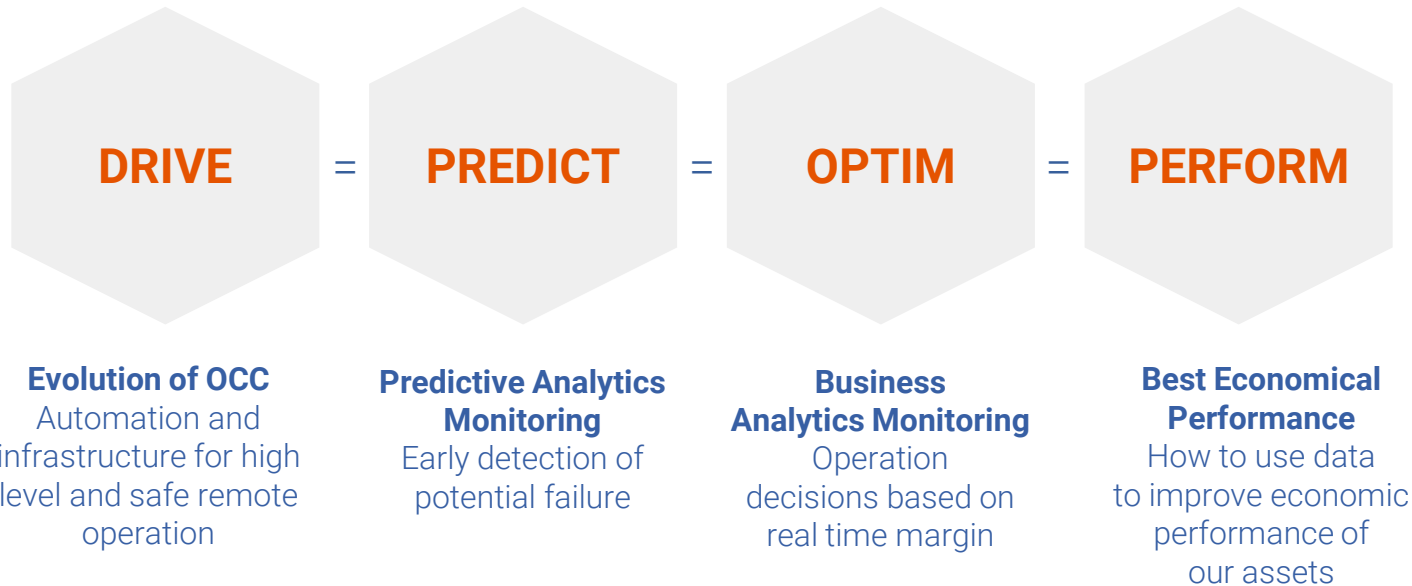 DRIVE = PREDICT = OPTIM = PERFORM
Evolution of OCC
Automation and
infrastructure for high
level and safe remote
operation
Predictive Analytics
Monitoring
Early detection of
potential failure
Business
Analytics Monitoring
Operation
decisions based on
real time margin
Best Economical
Performance
How to use data
to improve economic
performance of
our assets